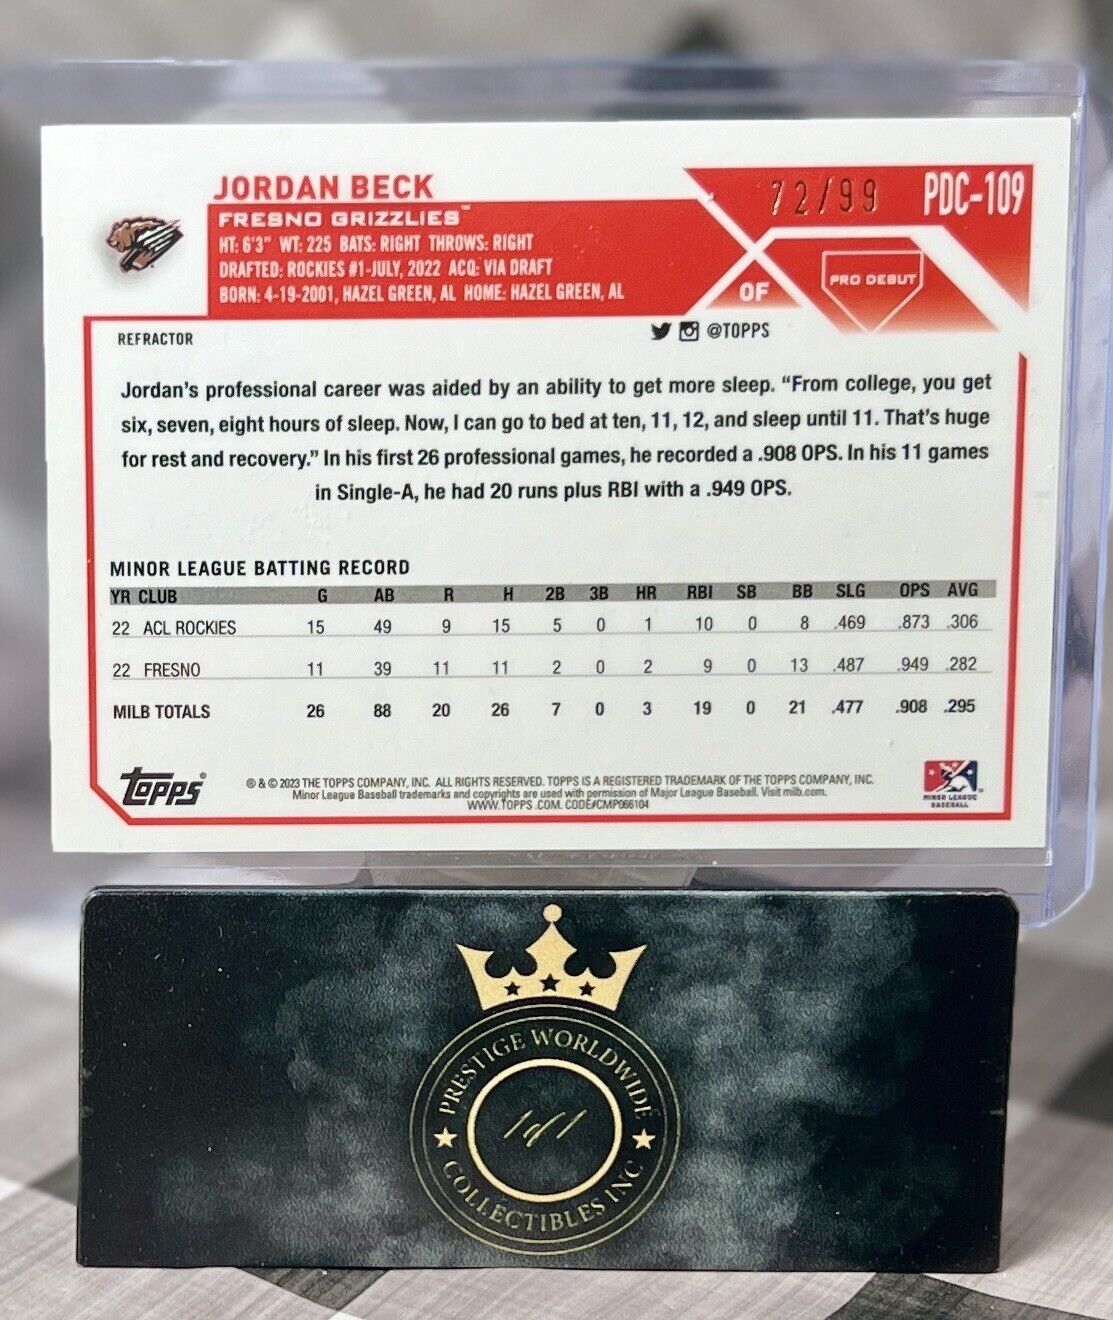 JORDAN BECK
72/99
PDC-109
FRESNO GRIZZLIES™
HT: 6'3" WT: 225 BATS: RIGHT THROWS: RIGHT
DRAFTED: ROCKIES #1-JULY, 2022 ACQ: VIA DRAFT
BORN: 4-19-2001, HAZEL GREEN, AL HOME: HAZEL GREEN, AL
OF
PRO DEBUT
REFRACTOR
@TOPPS
Jordan's professional career was aided by an ability to get more sleep. "From college, you get
six, seven, eight hours of sleep. Now, I can go to bed at ten, 11, 12, and sleep until 11. That's huge
for rest and recovery." In his first 26 professional games, he recorded a .908 OPS. In his 11 games
in Single-A, he had 20 runs plus RBI with a .949 OPS.
MINOR LEAGUE BATTING RECORD
YR CLUB G AB R H 2B 3B HR RBI SB BB SLG OPS AVG
22 ACL ROCKIES 15 49 9 15 5 0 1 10 0 8 .469 .873 .306
22 FRESNO 11 39 11 11 2 0 2 9 0 13 .487 .949 .282
MILB TOTALS 26 88 20 26 7 0 3 19 0 21 .477 .908 .295
topps®
® & © 2023 THE TOPPS COMPANY, INC. ALL RIGHTS RESERVED. TOPPS IS A REGISTERED TRADEMARK OF THE TOPPS COMPANY, INC.
Minor League Baseball trademarks and copyrights are used with permission of Major League Baseball. Visit milb.com.
WWW.TOPPS.COM. CODE#CMP066104
MINOR LEAGUE
BASEBALL
PRESTIGE WORLDWIDE
1of1
COLLECTIBLES INC